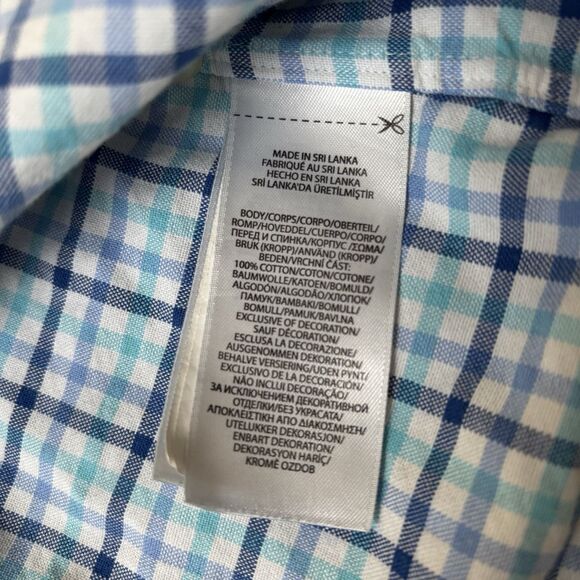 MADE IN SRI LANKA
FABRIQUÉ AU SRI LANKA
HECHO EN SRI LANKA
SRİ LANKA'DA ÜRETİLMİŞTİR
BODY/CORPS/CORPO/OBERTEIL/
ROMP/HOVEDDEL/CUERPO/CORPO/
ПЕРЕД И СПИНКА/КОРПУС /ΣΩΜΑ/
BRUK (KROPP)/ANVÄND (KROPP)/
BEDEN/VRCHNÍ ČÁST:
100% COTTON/COTON/COTONE/
BAUMWOLLE/KATOEN/BOMULD/
ALGODÓN/ALGODÃO/ХЛОПОК/
ПАМУК/ΒΑΜΒΑΚΙ/BOMULL/
BOMULL/PAMUK/BAVLNY
EXCLUSIVE OF DECORATION/
SAUF DÉCORATION/
ESCLUSA LA DECORAZIONE/
AUSGENOMMEN DEKORATION/
BEHALVE VERSIERING/UDEN PYNT/
EXCLUSIVO DE LA DECORACIÓN/
NÃO INCLUI DECORAÇÃO/
ЗА ИСКЛЮЧЕНИЕМ ДЕКОРАТИВНОЙ
ОТДЕЛКИ/БЕЗ УКРАСАТА/
ΑΠΟΚΛΕΙΣΤΙΚΗ ΑΠΟ ΔΙΑΚΟΣΜΗΣΗ/
UTELUKKER DEKORASJON/
ENBART DEKORATION/
DEKORASYON HARİÇ/
KROMĚ OZDOB